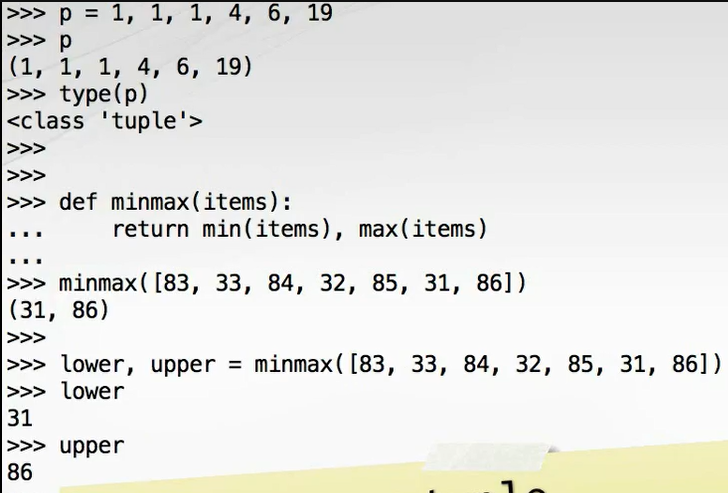 >>> p = 1, 1, 1, 4, 6, 19
>>> p
(1, 1, 1, 4, 6, 19)
>>> type(p)
<class 'tuple'>
>>>
>>>
>>> def minmax(items):
...     return min(items), max(items)
...
>>> minmax([83, 33, 84, 32, 85, 31, 86])
(31, 86)
>>>
>>> lower, upper = minmax([83, 33, 84, 32, 85, 31, 86])
>>> lower
31
>>> upper
86